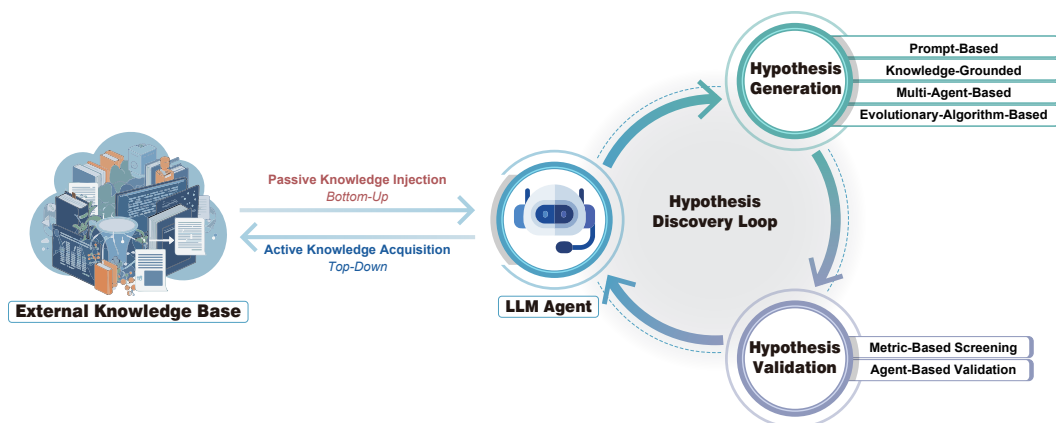 Passive Knowledge Injection
Bottom-Up
Active Knowledge Acquisition
Top-Down
External Knowledge Base
LLM Agent
Hypothesis
Discovery Loop
Hypothesis
Generation
Prompt-Based
Knowledge-Grounded
Multi-Agent-Based
Evolutionary-Algorithm-Based
Hypothesis
Validation
Metric-Based Screening
Agent-Based Validation